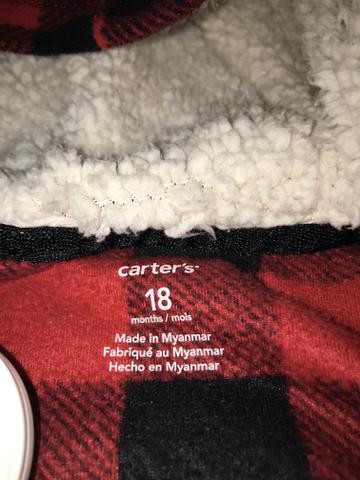 carter's
18
months / mois
Made in Myanmar
Fabriqué au Myanmar
Hecho en Myanmar